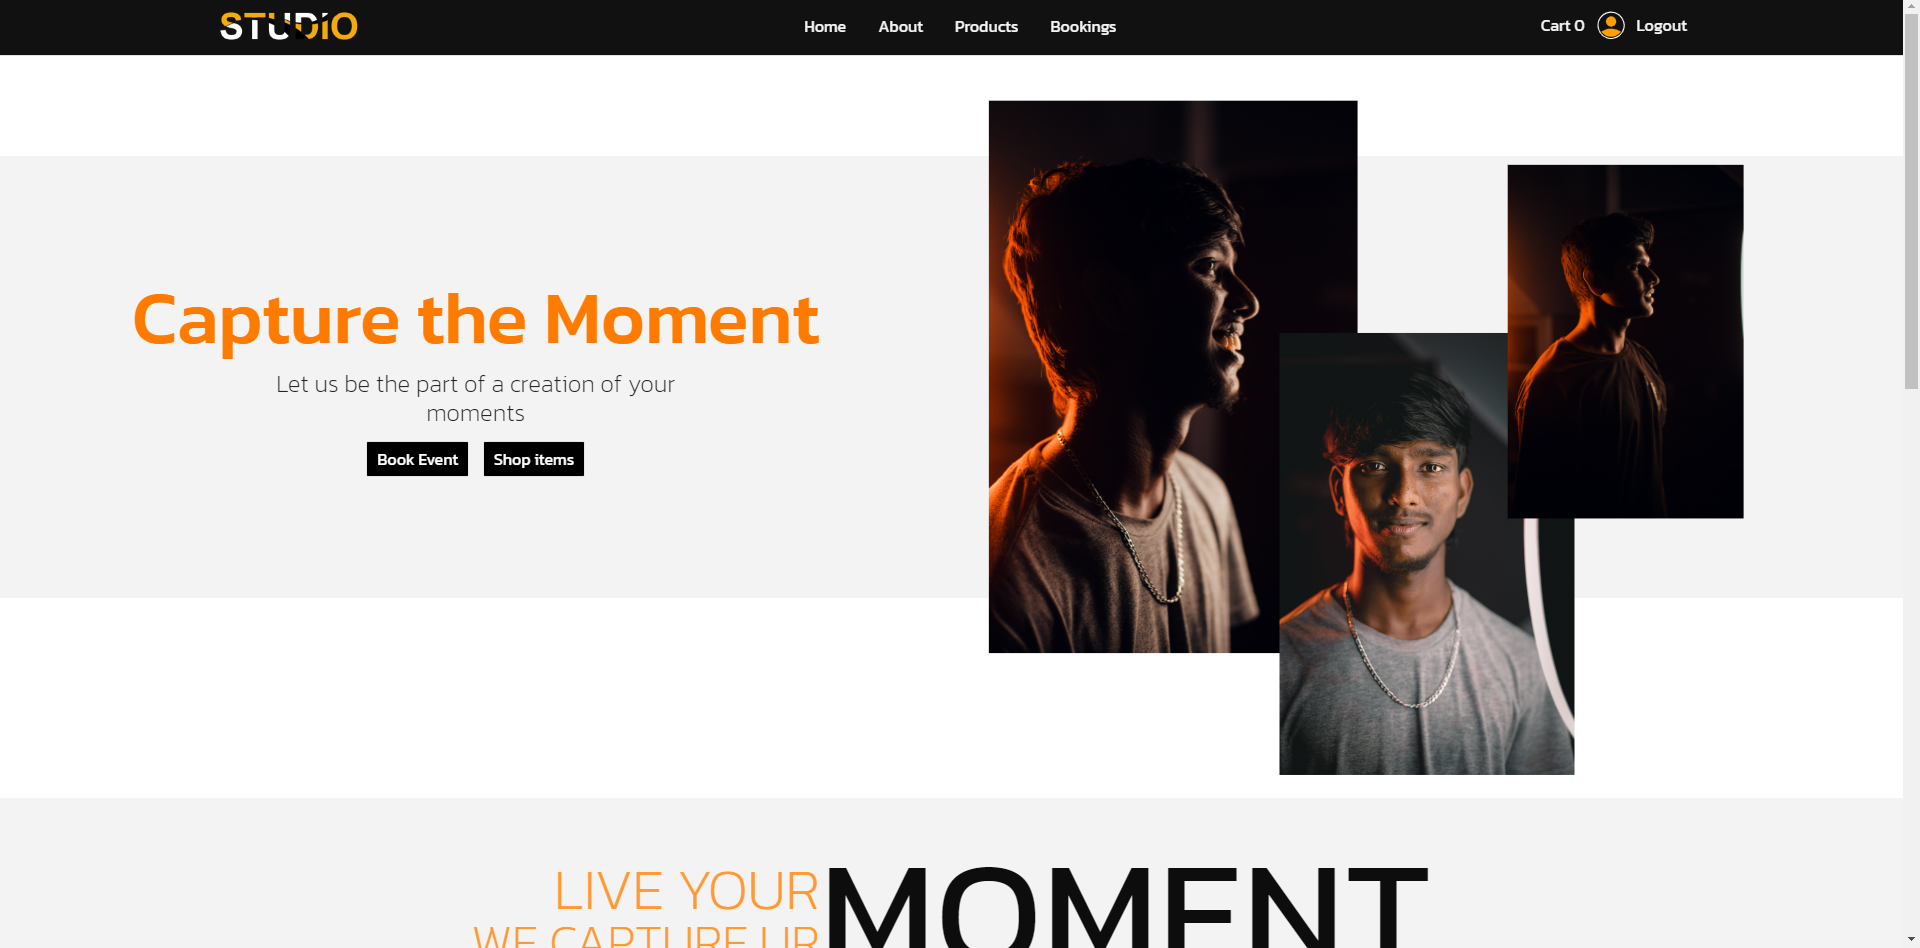 STUDiO
Home About Products Bookings
Cart 0 Logout
Capture the Moment
Let us be the part of a creation of your
moments
Book Event Shop items
LIVE YOUR
MOMENT
WE CAPTURE UR